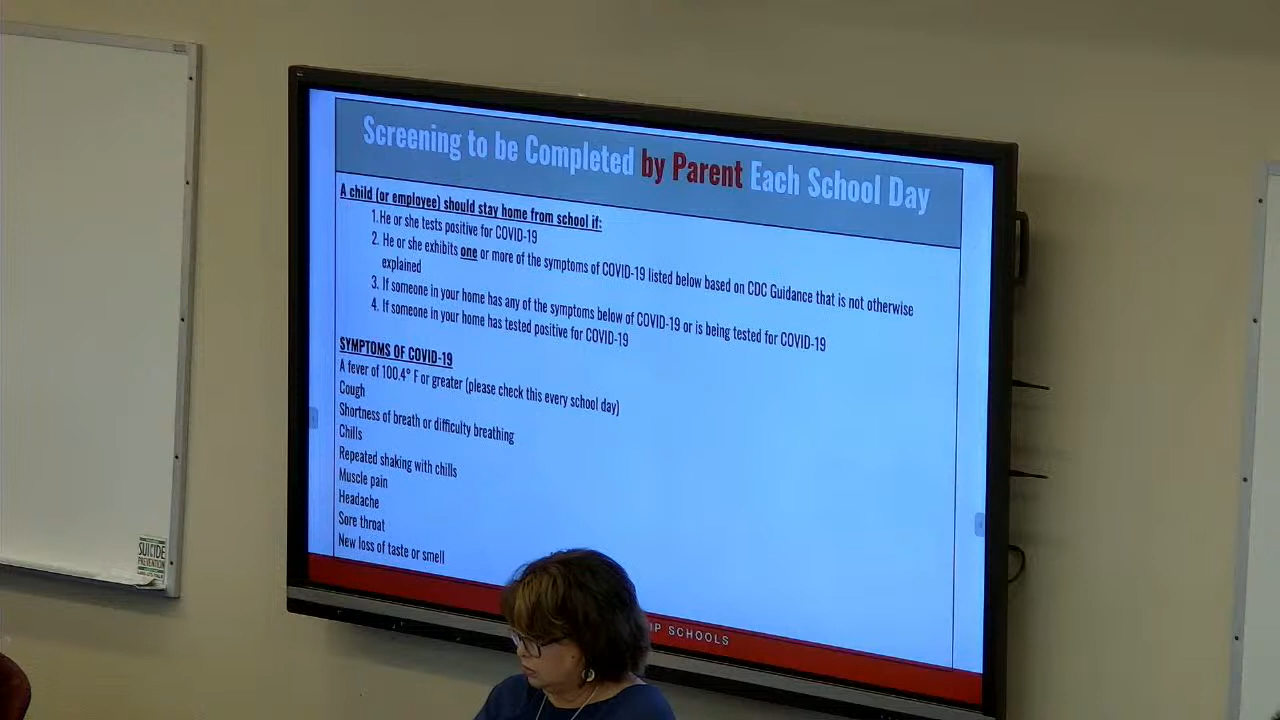 Screening to be Completed by Parent Each School Day
A child (or employee) should stay home from school if:
1.He or she tests positive for COVID-19
2. He or she exhibits one or more of the symptoms of COVID-19 listed below based on CDC Guidance that is not otherwise
explained
3. If someone in your home has any of the symptoms below of COVID-19 or is being tested for COVID-19
4. If someone in your home has tested positive for COVID-19
SYMPTOMS OF COVID-19
A fever of 100.4° F or greater (please check this every school day)
Cough
Shortness of breath or difficulty breathing
Chills
Repeated shaking with chills
Muscle pain
Headache
Sore throat
New loss of taste or smell
SCHOOLS
SUICIDE
PREVENTION